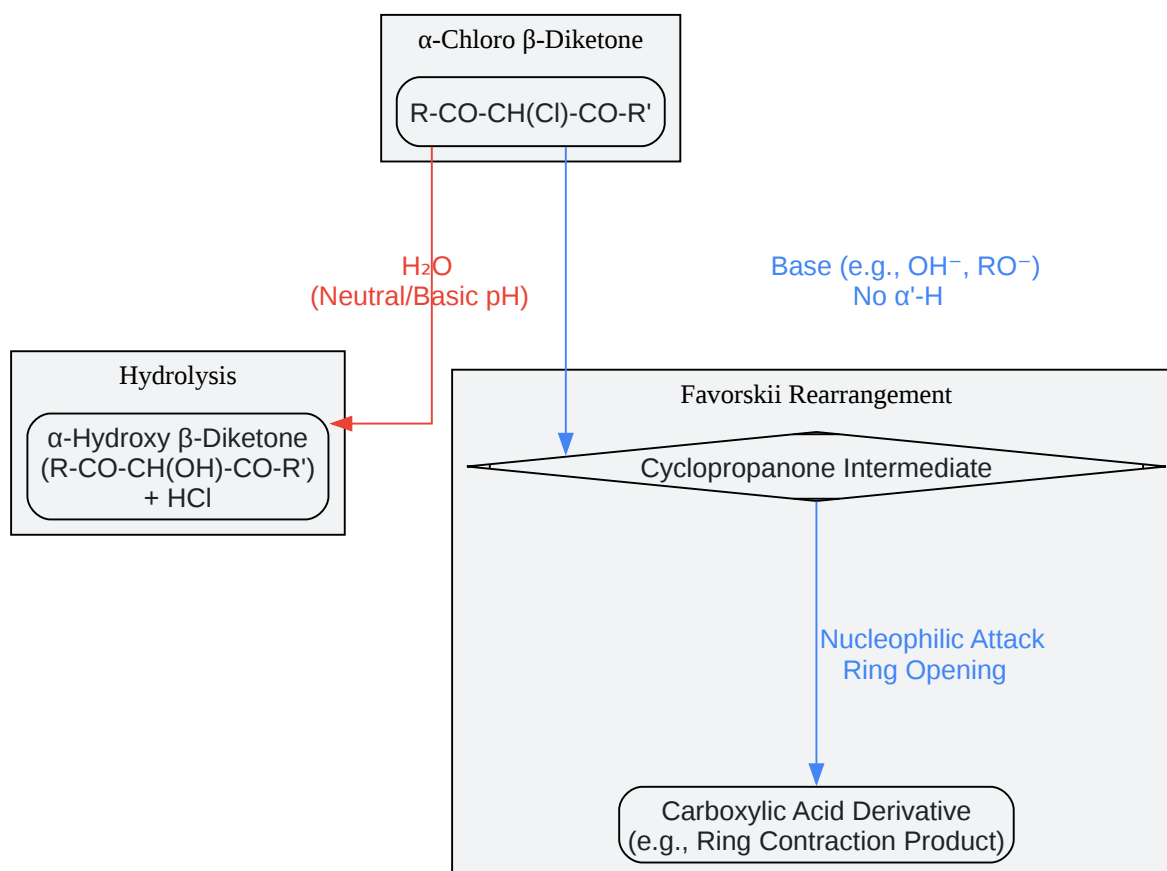 α-Chloro β-Diketone
R-CO-CH(Cl)-CO-R'
H₂O
(Neutral/Basic pH)
Base (e.g., OH⁻, RO⁻)
No α'-H
Hydrolysis
α-Hydroxy β-Diketone
(R-CO-CH(OH)-CO-R')
+ HCl
Favorskii Rearrangement
Cyclopropanone Intermediate
Nucleophilic Attack
Ring Opening
Carboxylic Acid Derivative
(e.g., Ring Contraction Product)